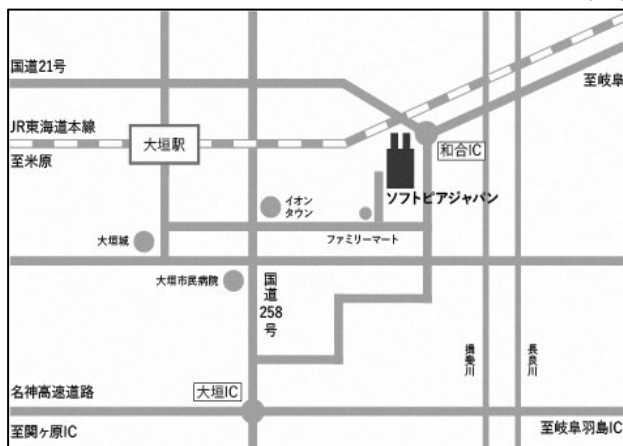 国道21号
至岐阜
JR東海道本線
大垣駅
和合IC
至米原
ソフトピアジャパン
イオン
タウン
大垣城
ファミリーマート
大垣市民病院
国道258号
揖斐川
長良川
名神高速道路
大垣IC
至関ヶ原IC
至岐阜羽島IC